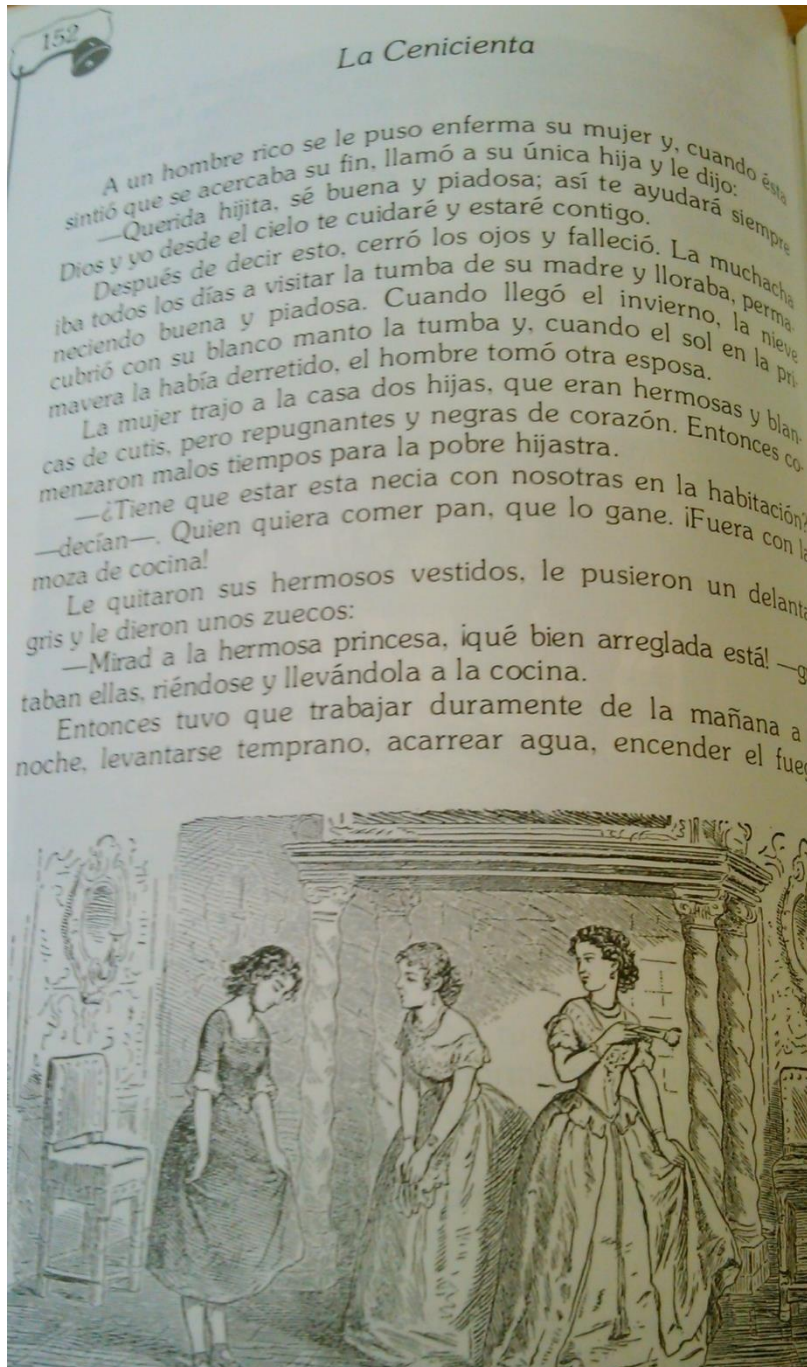 152
La Cenicienta
A un hombre rico se le puso enferma su mujer y, cuando ésta
sintió que se acercaba su fin, llamó a su única hija y le dijo:
—Querida hijita, sé buena y piadosa; así te ayudará siempre
Dios y yo desde el cielo te cuidaré y estaré contigo.
Después de decir esto, cerró los ojos y falleció. La muchacha
iba todos los días a visitar la tumba de su madre y lloraba, perma-
neciendo buena y piadosa. Cuando llegó el invierno, la nieve
cubrió con su blanco manto la tumba y, cuando el sol en la pri-
mavera la había derretido, el hombre tomó otra esposa.
La mujer trajo a la casa dos hijas, que eran hermosas y blan-
cas de cutis, pero repugnantes y negras de corazón. Entonces co-
menzaron malos tiempos para la pobre hijastra.
—¿Tiene que estar esta necia con nosotras en la habitación?
—decían—. Quien quiera comer pan, que lo gane. ¡Fuera con la
moza de cocina!
Le quitaron sus hermosos vestidos, le pusieron un delanta
gris y le dieron unos zuecos:
—Mirad a la hermosa princesa, ¡qué bien arreglada está! —g
taban ellas, riéndose y llevándola a la cocina.
Entonces tuvo que trabajar duramente de la mañana a
noche, levantarse temprano, acarrear agua, encender el fueg